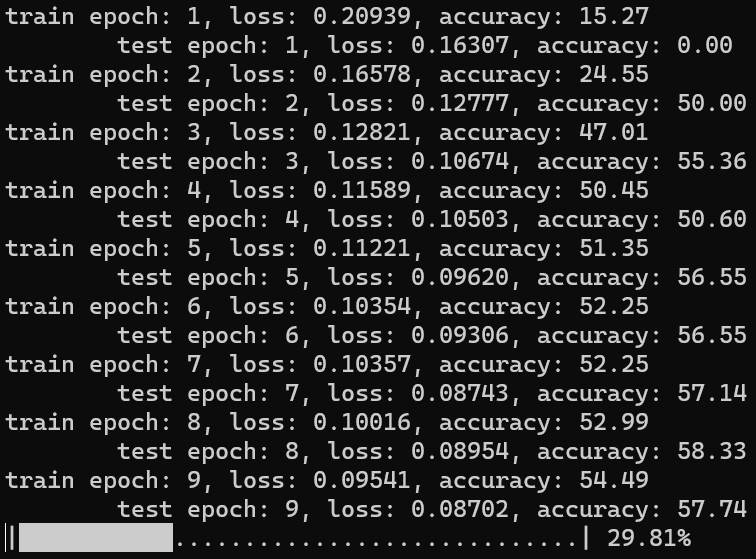 train epoch: 1, loss: 0.20939, accuracy: 15.27
test epoch: 1, loss: 0.16307, accuracy: 0.00
train epoch: 2, loss: 0.16578, accuracy: 24.55
test epoch: 2, loss: 0.12777, accuracy: 50.00
train epoch: 3, loss: 0.12821, accuracy: 47.01
test epoch: 3, loss: 0.10674, accuracy: 55.36
train epoch: 4, loss: 0.11589, accuracy: 50.45
test epoch: 4, loss: 0.10503, accuracy: 50.60
train epoch: 5, loss: 0.11221, accuracy: 51.35
test epoch: 5, loss: 0.09620, accuracy: 56.55
train epoch: 6, loss: 0.10354, accuracy: 52.25
test epoch: 6, loss: 0.09306, accuracy: 56.55
train epoch: 7, loss: 0.10357, accuracy: 52.25
test epoch: 7, loss: 0.08743, accuracy: 57.14
train epoch: 8, loss: 0.10016, accuracy: 52.99
test epoch: 8, loss: 0.08954, accuracy: 58.33
train epoch: 9, loss: 0.09541, accuracy: 54.49
test epoch: 9, loss: 0.08702, accuracy: 57.74
|███████████.............................| 29.81%